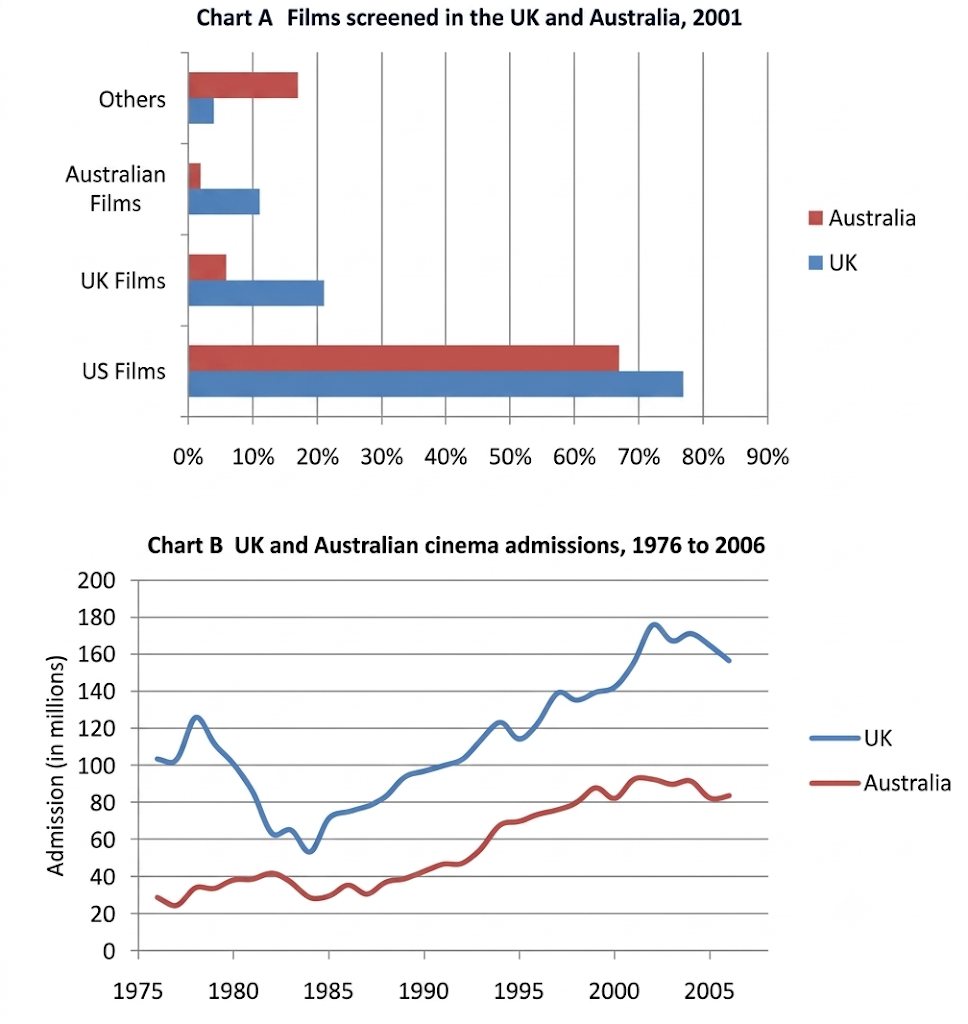 Chart A Films screened in the UK and Australia, 2001
Others
Australian
Films
UK Films
US Films
Australia
UK
0% 10% 20% 30% 40% 50% 60% 70% 80% 90%
Chart B UK and Australian cinema admissions, 1976 to 2006
Admission (in millions)
200
180
160
140
120
100
80
60
40
20
0
UK
Australia
1975 1980 1985 1990 1995 2000 2005